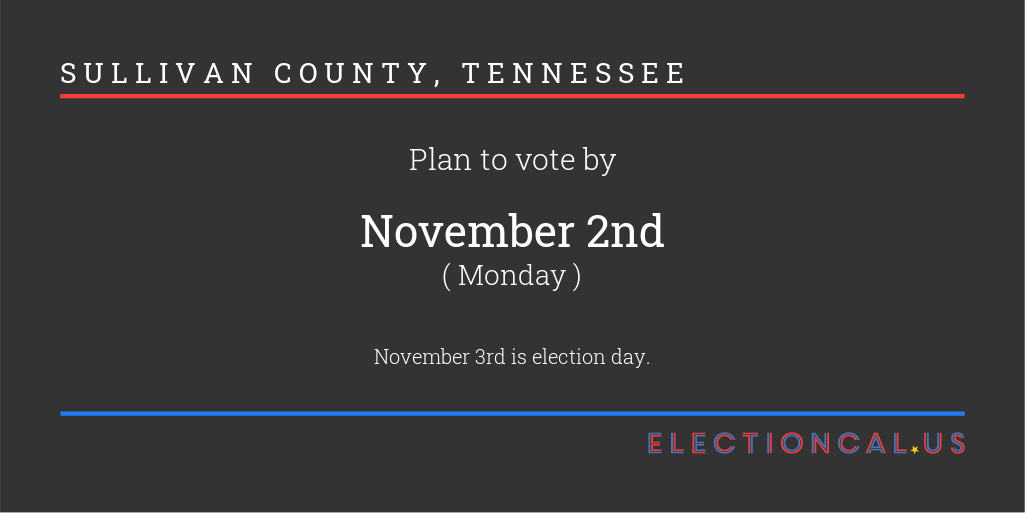 SULLIVAN COUNTY, TENNESSEE
Plan to vote by
November 2nd
( Monday )
November 3rd is election day.
ELECTIONCAL.US